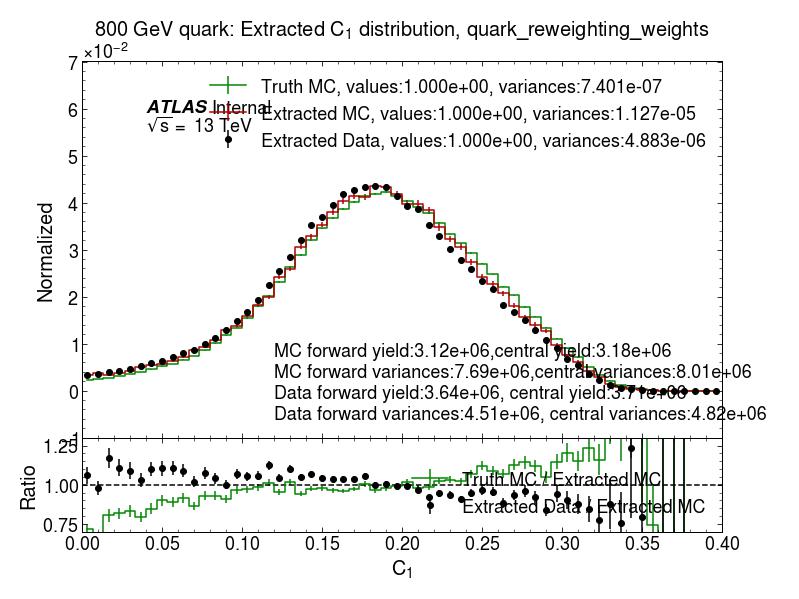 800 GeV quark: Extracted C₁ distribution, quark_reweighting_weights
×10⁻²
Truth MC, values:1.000e+00, variances:7.401e-07
Extracted MC, values:1.000e+00, variances:1.127e-05
Extracted Data, values:1.000e+00, variances:4.883e-06
ATLAS Internal
√s = 13 TeV
7
6
5
4
3
2
1
0
Normalized
MC forward yield:3.12e+06,central yield:3.18e+06
MC forward variances:7.69e+06,central variances:8.01e+06
Data forward yield:3.64e+06, central yield:
Data forward variances:4.51e+06, central variances:4.82e+06
1.25
1.00
0.75
Ratio
Truth MC / Extracted MC
Extracted Data / Extracted MC
0.00 0.05 0.10 0.15 0.20 0.25 0.30 0.35 0.40
C₁